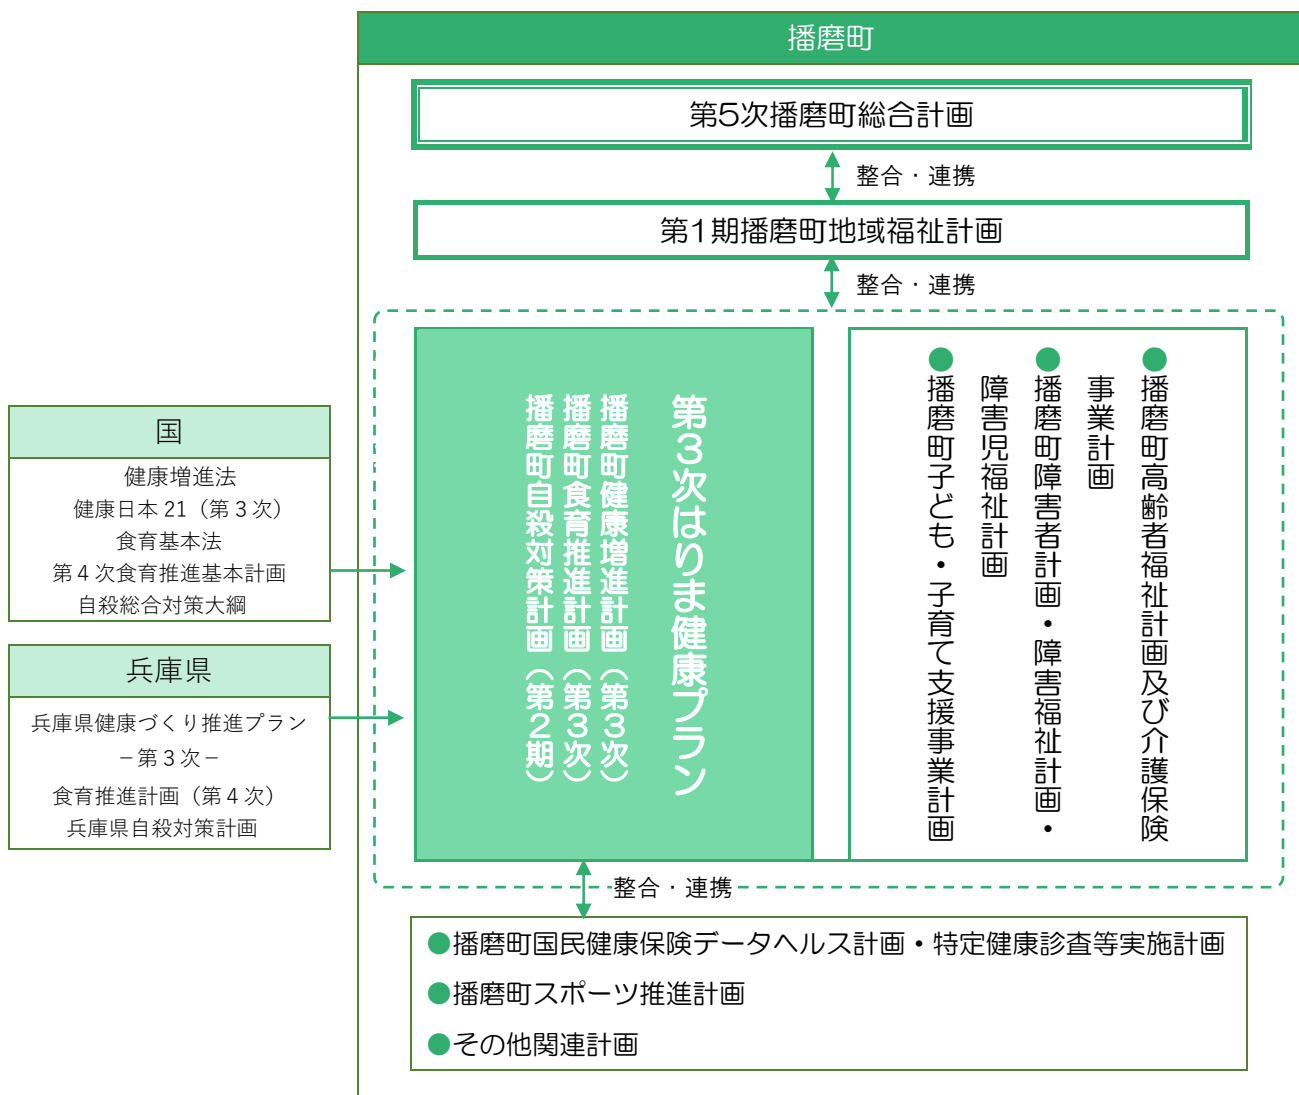 播磨町
第5次播磨町総合計画
整合・連携
第1期播磨町地域福祉計画
整合・連携
国
健康増進法
健康日本 21（第３次）
食育基本法
第４次食育推進基本計画
自殺総合対策大綱
兵庫県
兵庫県健康づくり推進プラン
－第３次－
食育推進計画（第４次）
兵庫県自殺対策計画
第３次はりま健康プラン
播磨町健康増進計画（第３次）
播磨町食育推進計画（第３次）
播磨町自殺対策計画（第２期）
●播磨町高齢者福祉計画及び介護保険
事業計画
●播磨町障害者計画・障害福祉計画・
障害児福祉計画
●播磨町子ども・子育て支援事業計画
整合・連携
●播磨町国民健康保険データヘルス計画・特定健康診査等実施計画
●播磨町スポーツ推進計画
●その他関連計画